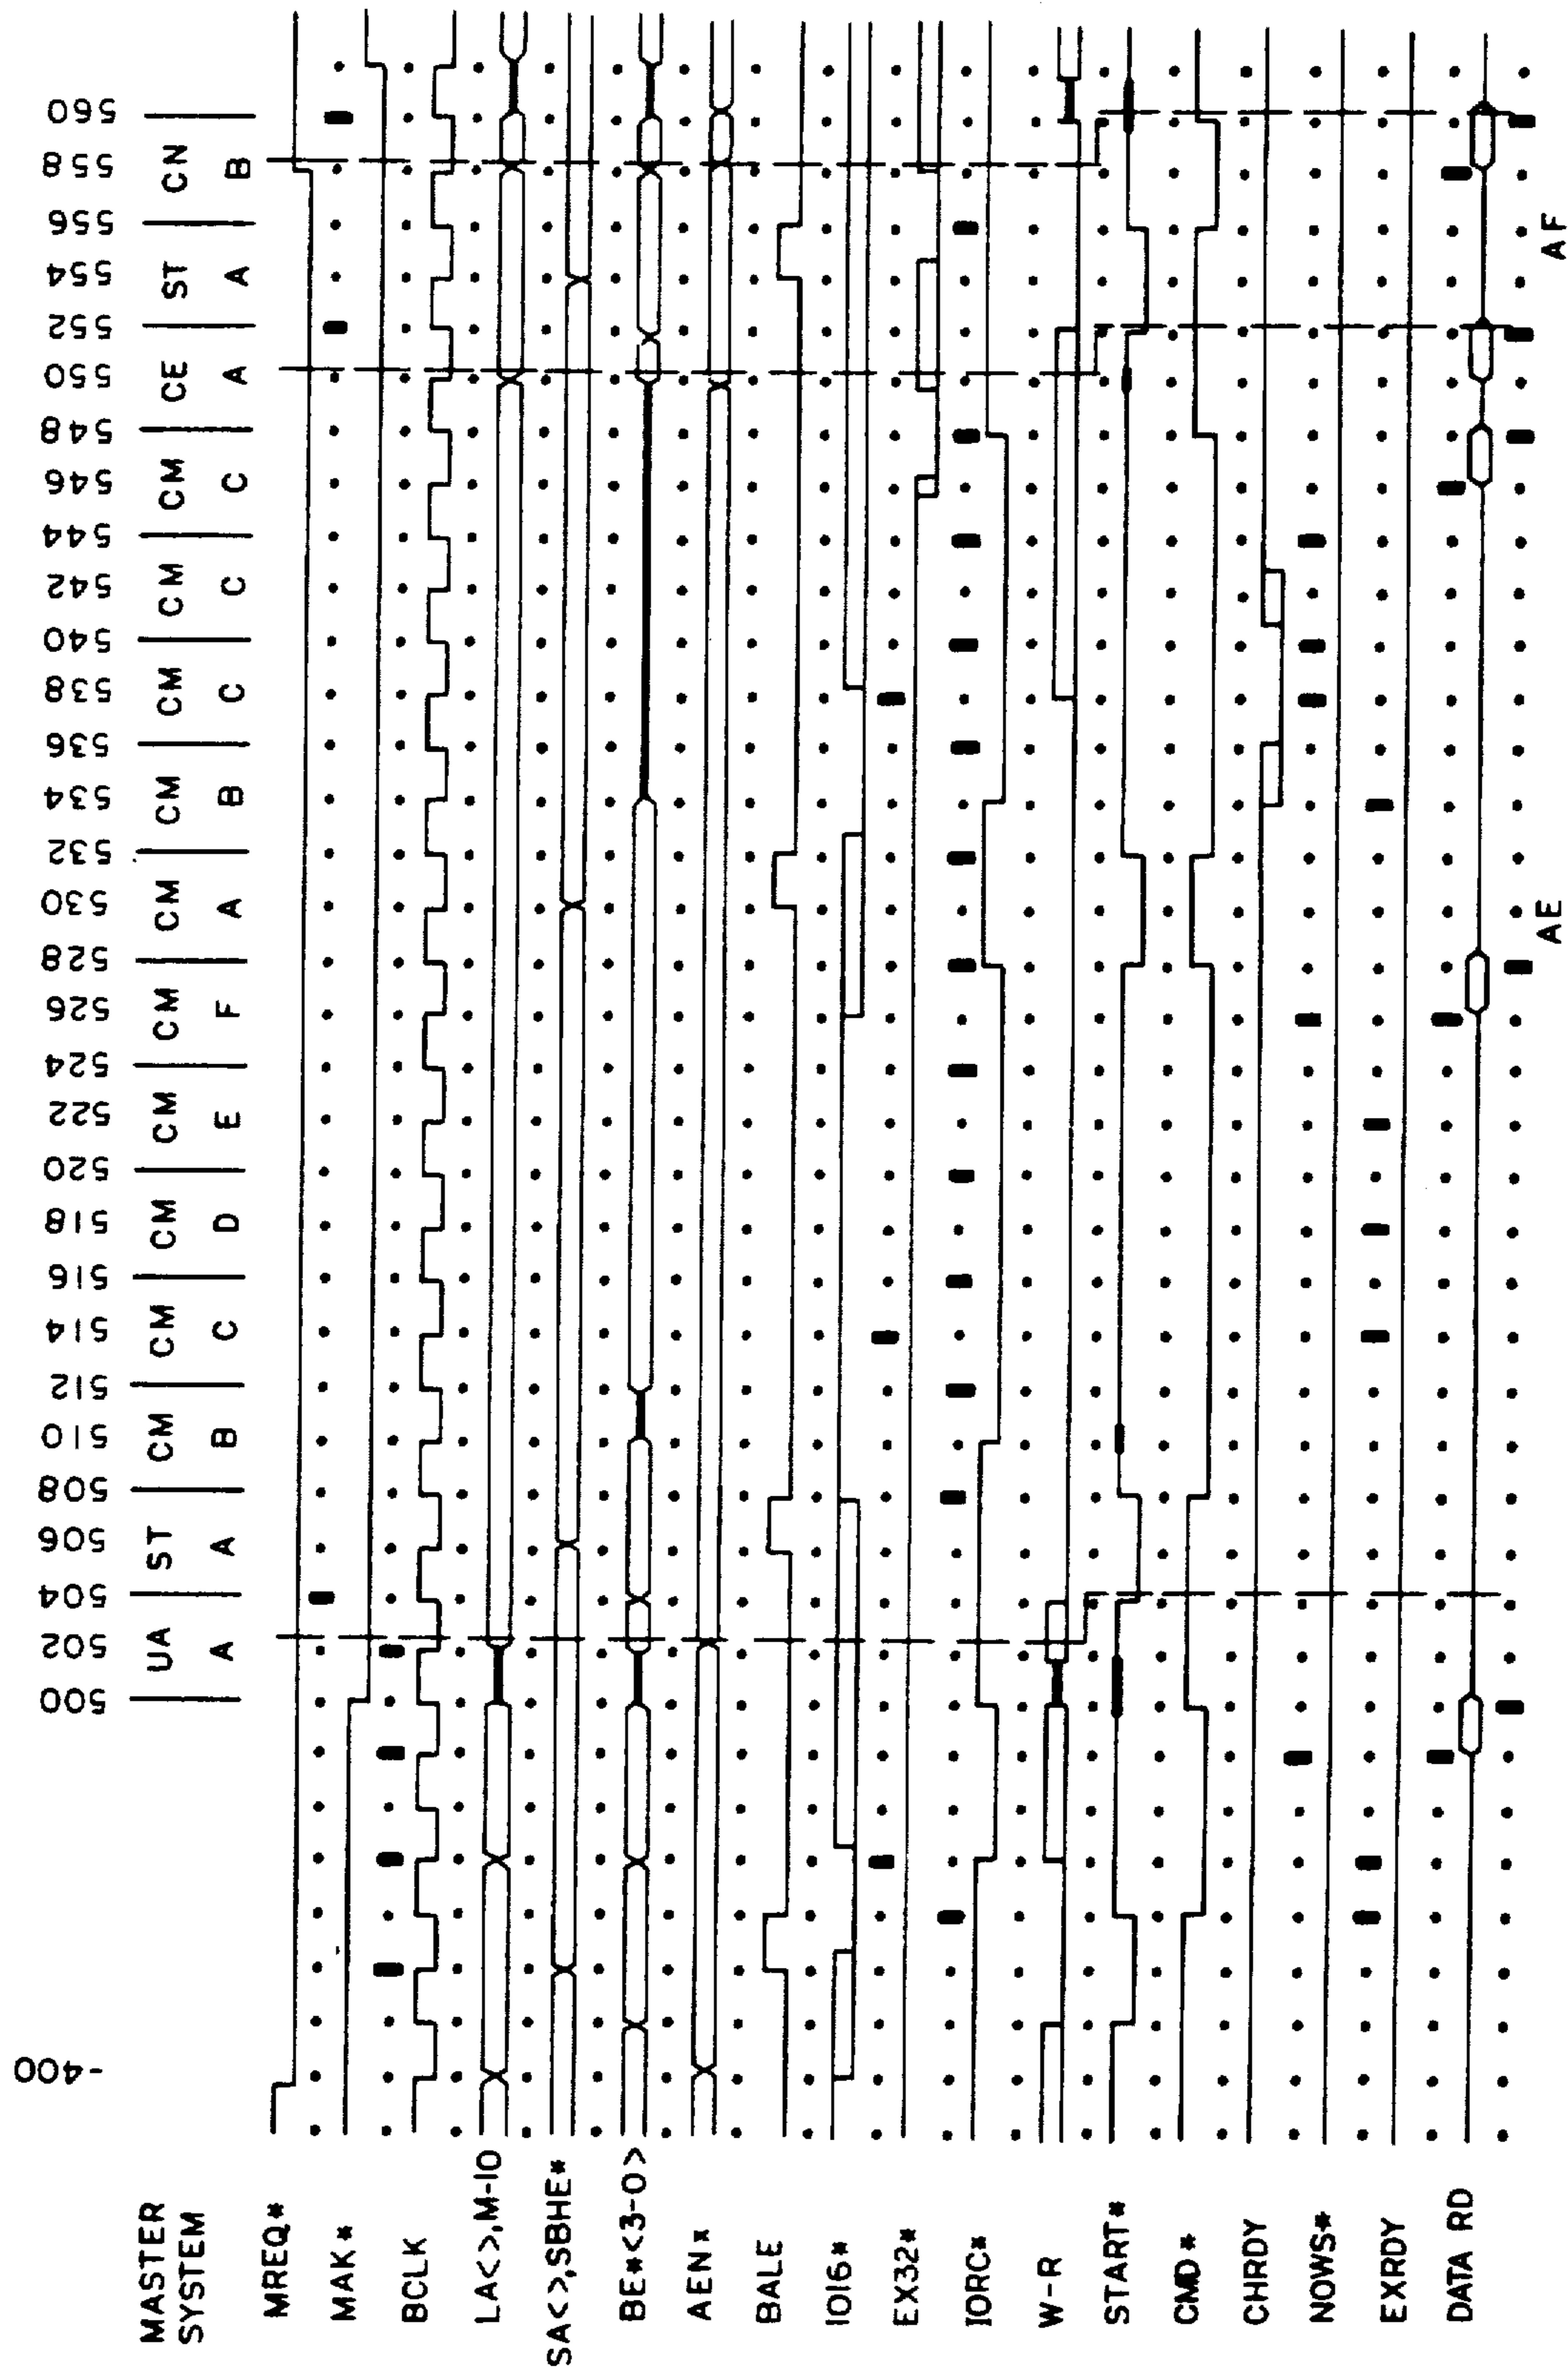 -400 500 502 504 506 508 510 512 514 516 518 520 522 524 526 528 530 532 534 536 538 540 542 544 546 548 550 552 554 556 558 560
MASTER UA ST CM CM CM CM CM CM CM CM CM CM CE ST CN
SYSTEM A A B C D E F A B C C C A A B
MREQ*
MAK*
BCLK
LA<>,M-IO
SA<>,SBHE*
BE*<3-0>
AENx
BALE
IO16*
EX32*
IORC*
W-R
START*
CMD*
CHRDY
NOWS*
EXRDY
DATA RD
AE AF